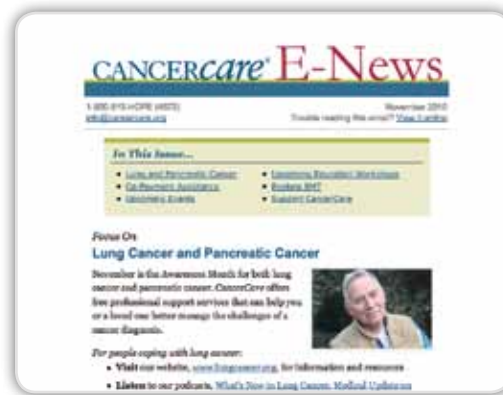 CANCERcare® E-News
1-800-813-HOPE (4673)
November 2010
info@cancercare.org
Trouble reading this email? View it online
In This Issue...
• Lung and Pancreatic Cancer
• Upcoming Education Workshops
• Co-Payment Assistance
• Upcoming Events
• Support CancerCare
Focus On:
Lung Cancer and Pancreatic Cancer
November is the Awareness Month for both lung
cancer and pancreatic cancer. CancerCare offers
free professional support services that can help you
or a loved one better manage the challenges of a
cancer diagnosis.
For people coping with lung cancer:
• Visit our website, www.lungcancer.org, for information and resources
• Listen to our podcasts, What's New in Lung Cancer, Medical Update on